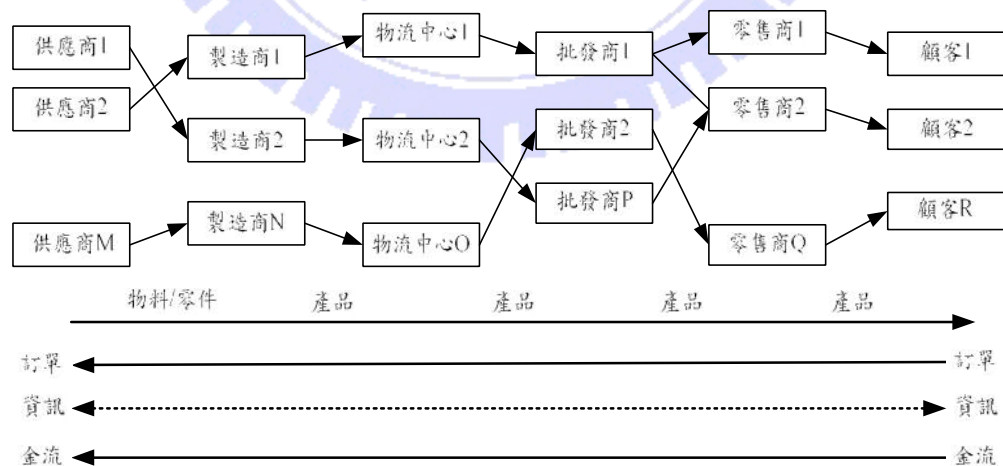 供應商1
製造商1
物流中心1
批發商1
零售商1
顧客1
供應商2
製造商2
物流中心2
批發商2
零售商2
顧客2
供應商M
製造商N
物流中心O
批發商P
零售商Q
顧客R
物料/零件 產品 產品 產品 產品
訂單 訂單
資訊 資訊
金流 金流